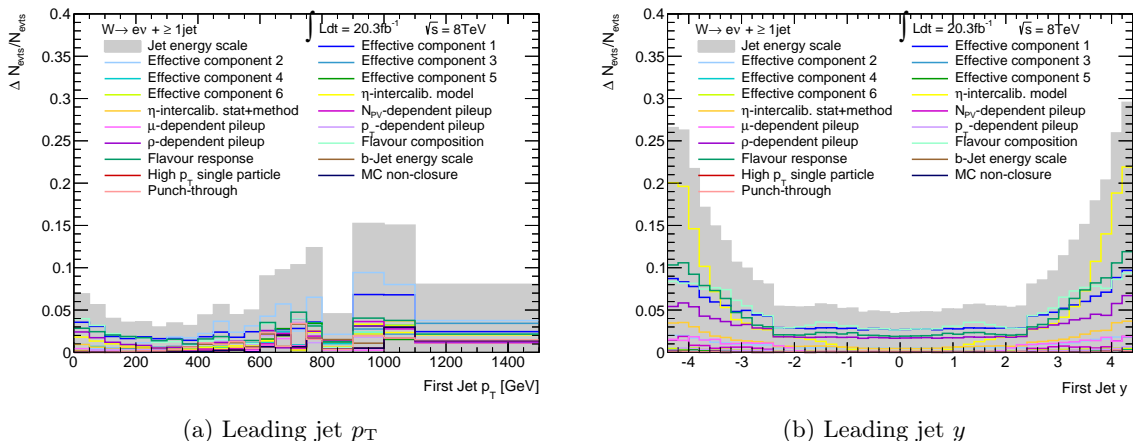 Δ N_evts/N_evts
0.4
0.35
0.3
0.25
0.2
0.15
0.1
0.05
0
W→ eν + ≥ 1jet
∫ Ldt = 20.3fb⁻¹ √s = 8TeV
Jet energy scale
Effective component 1
Effective component 2
Effective component 3
Effective component 4
Effective component 5
Effective component 6
η-intercalib. model
η-intercalib. stat+method
N_PV-dependent pileup
μ-dependent pileup
p_T-dependent pileup
ρ-dependent pileup
Flavour composition
Flavour response
b-Jet energy scale
High p_T single particle
MC non-closure
Punch-through
0 200 400 600 800 1000 1200 1400
First Jet p_T [GeV]
(a) Leading jet p_T
Δ N_evts/N_evts
0.4
0.35
0.3
0.25
0.2
0.15
0.1
0.05
0
W→ eν + ≥ 1jet
∫ Ldt = 20.3fb⁻¹ √s = 8TeV
Jet energy scale
Effective component 1
Effective component 2
Effective component 3
Effective component 4
Effective component 5
Effective component 6
η-intercalib. model
η-intercalib. stat+method
N_PV-dependent pileup
μ-dependent pileup
p_T-dependent pileup
ρ-dependent pileup
Flavour composition
Flavour response
b-Jet energy scale
High p_T single particle
MC non-closure
Punch-through
-4 -3 -2 -1 0 1 2 3 4
First Jet y
(b) Leading jet y